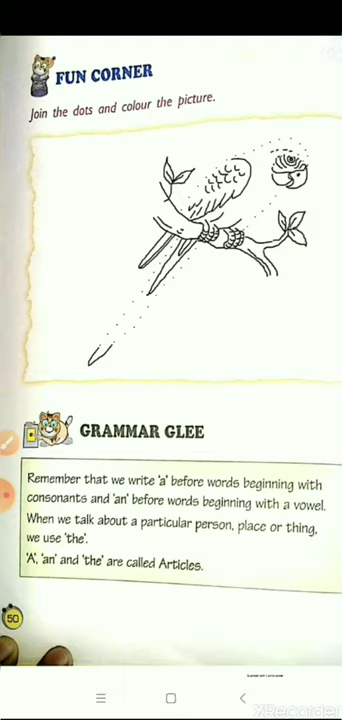 FUN CORNER
Join the dots and colour the picture.
GRAMMAR GLEE
Remember that we write 'a' before words beginning with
consonants and 'an' before words beginning with a vowel.
When we talk about a particular person, place or thing,
we use 'the'.
'A', 'an' and 'the' are called Articles.
50
XRecorder